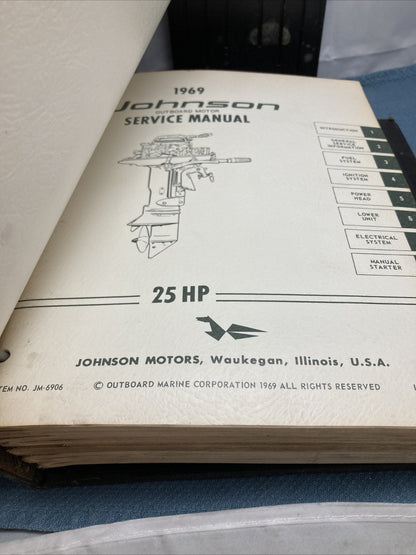 1969
Johnson
OUTBOARD MOTOR
SERVICE MANUAL
INTRODUCTION 1
GENERAL
SERVICE
INFORMATION 2
FUEL
SYSTEM 3
IGNITION
SYSTEM 4
POWER
HEAD 5
LOWER
UNIT 6
ELECTRICAL
SYSTEM
MANUAL
STARTER
25 HP
JOHNSON MOTORS, Waukegan, Illinois, U.S.A.
NO. JM-6906
© OUTBOARD MARINE CORPORATION 1969 ALL RIGHTS RESERVED